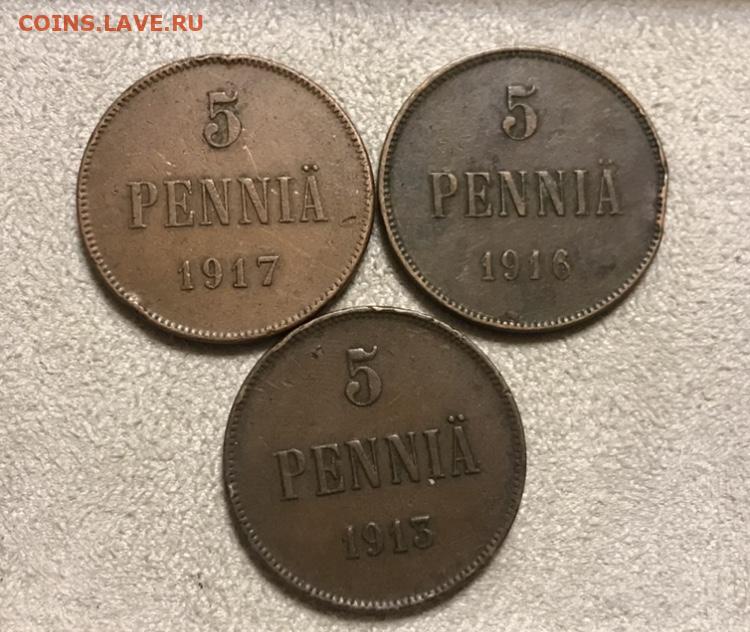 COINS.LAVE.RU
5
PENNIÄ
1917
5
PENNIÄ
1916
5
PENNIÄ
1913